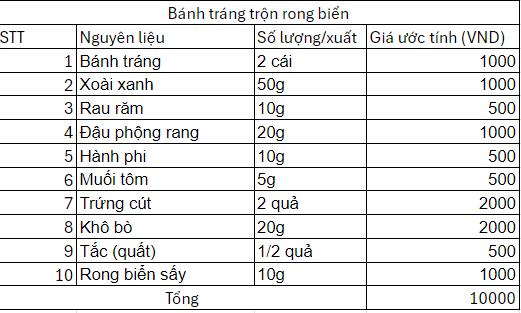 Bánh tráng trộn rong biển
STT Nguyên liệu Số lượng/xuất Giá ước tính (VND)
1 Bánh tráng 2 cái 1000
2 Xoài xanh 50g 1000
3 Rau răm 10g 500
4 Đậu phộng rang 20g 1000
5 Hành phi 10g 500
6 Muối tôm 5g 500
7 Trứng cút 2 quả 2000
8 Khô bò 20g 2000
9 Tắc (quất) 1/2 quả 500
10 Rong biển sấy 10g 1000
Tổng 10000